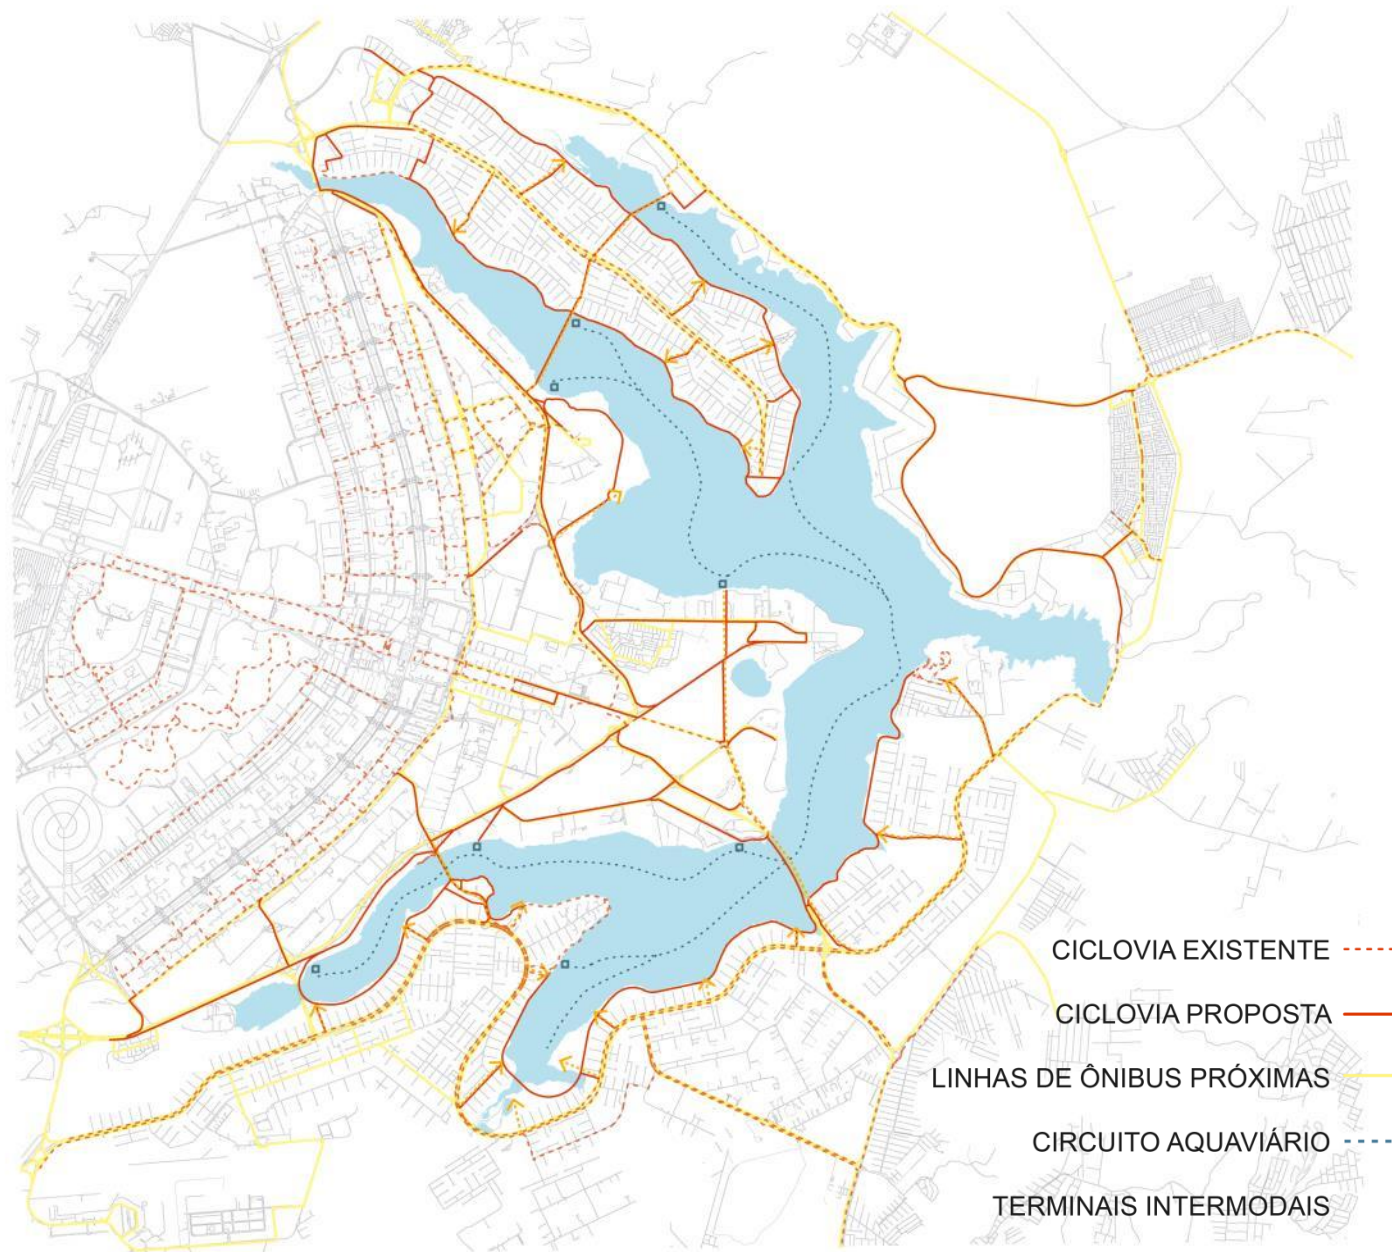 CICLOVIA EXISTENTE
CICLOVIA PROPOSTA
LINHAS DE ÔNIBUS PRÓXIMAS
CIRCUITO AQUAVIÁRIO
TERMINAIS INTERMODAIS